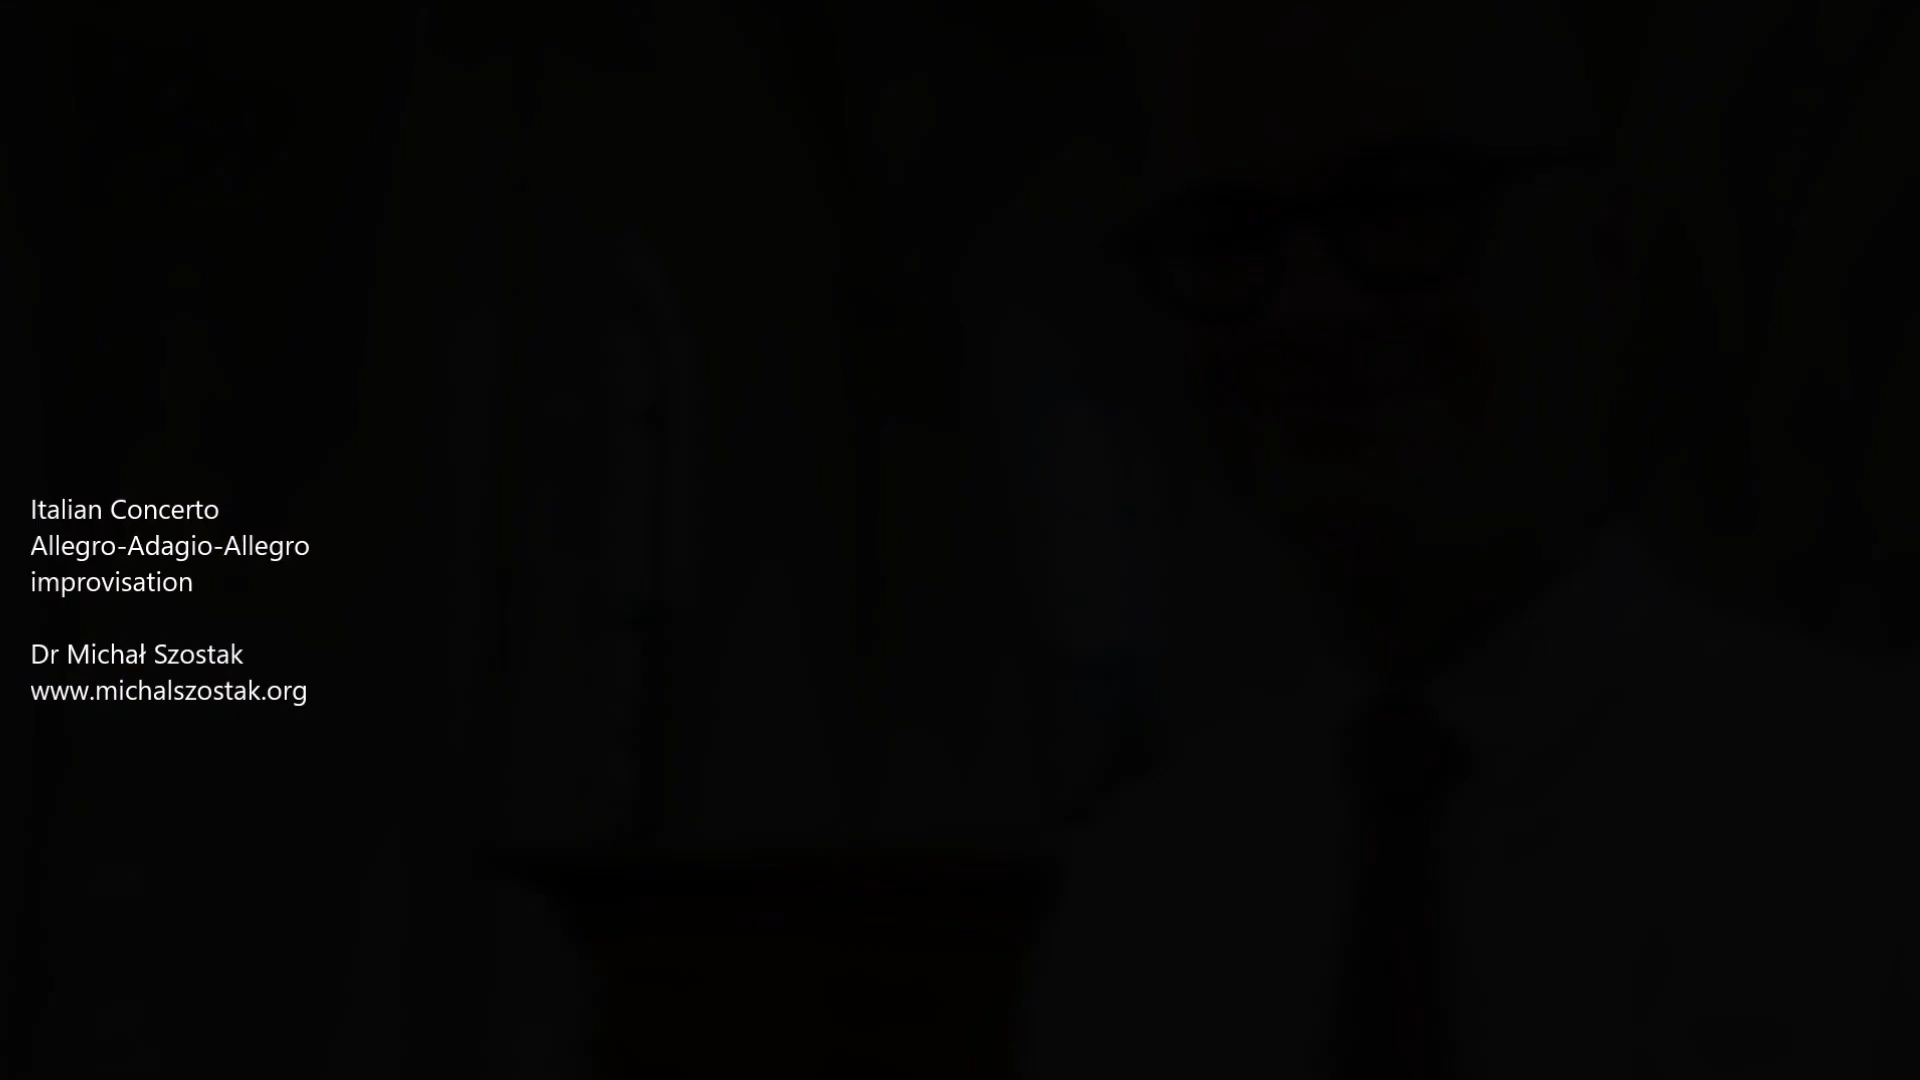 Italian Concerto
Allegro-Adagio-Allegro
improvisation
Dr Michał Szostak
www.michalszostak.org